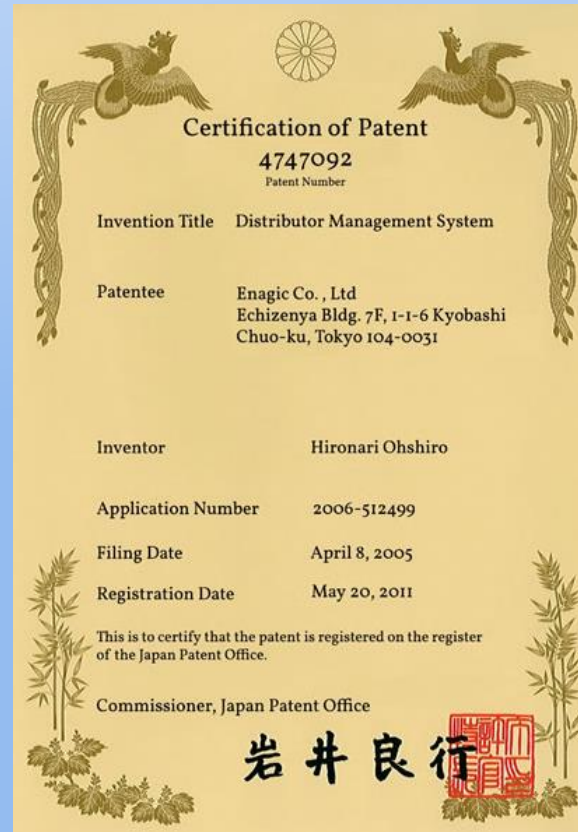 Certification of Patent
4747092
Patent Number
Invention Title Distributor Management System
Patentee Enagic Co. , Ltd
Echizenya Bldg. 7F, 1-1-6 Kyobashi
Chuo-ku, Tokyo 104-0031
Inventor Hironari Ohshiro
Application Number 2006-512499
Filing Date April 8, 2005
Registration Date May 20, 2011
This is to certify that the patent is registered on the register
of the Japan Patent Office.
Commissioner, Japan Patent Office
岩井良行